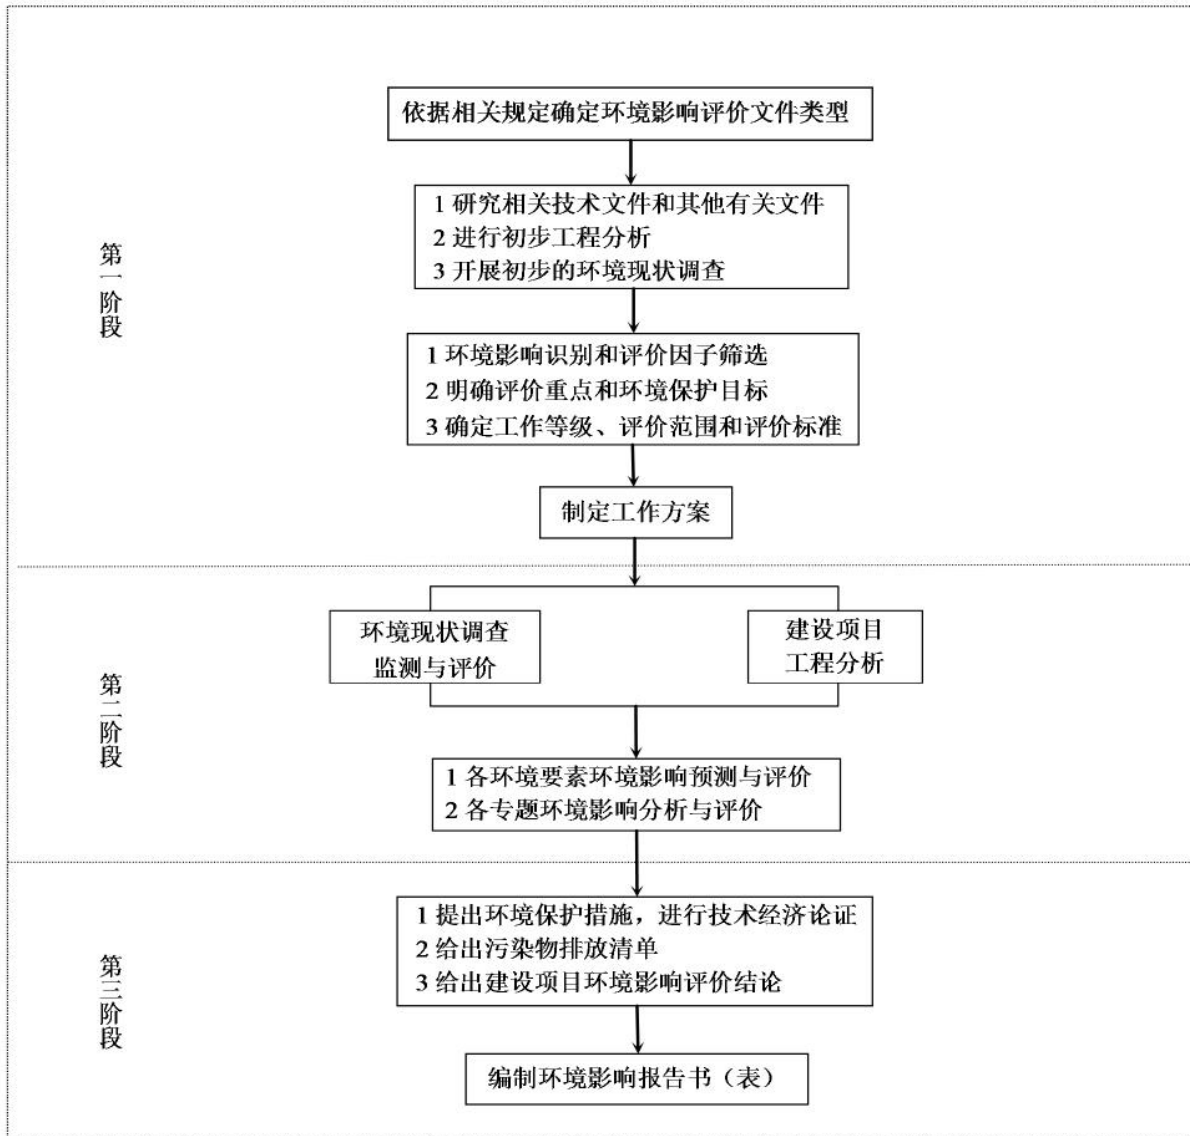 依据相关规定确定环境影响评价文件类型
1 研究相关技术文件和其他有关文件
2 进行初步工程分析
3 开展初步的环境现状调查
第一阶段
1 环境影响识别和评价因子筛选
2 明确评价重点和环境保护目标
3 确定工作等级、评价范围和评价标准
制定工作方案
环境现状调查
监测与评价
建设项目
工程分析
第二阶段
1 各环境要素环境影响预测与评价
2 各专题环境影响分析与评价
1 提出环境保护措施，进行技术经济论证
2 给出污染物排放清单
3 给出建设项目环境影响评价结论
第三阶段
编制环境影响报告书（表）